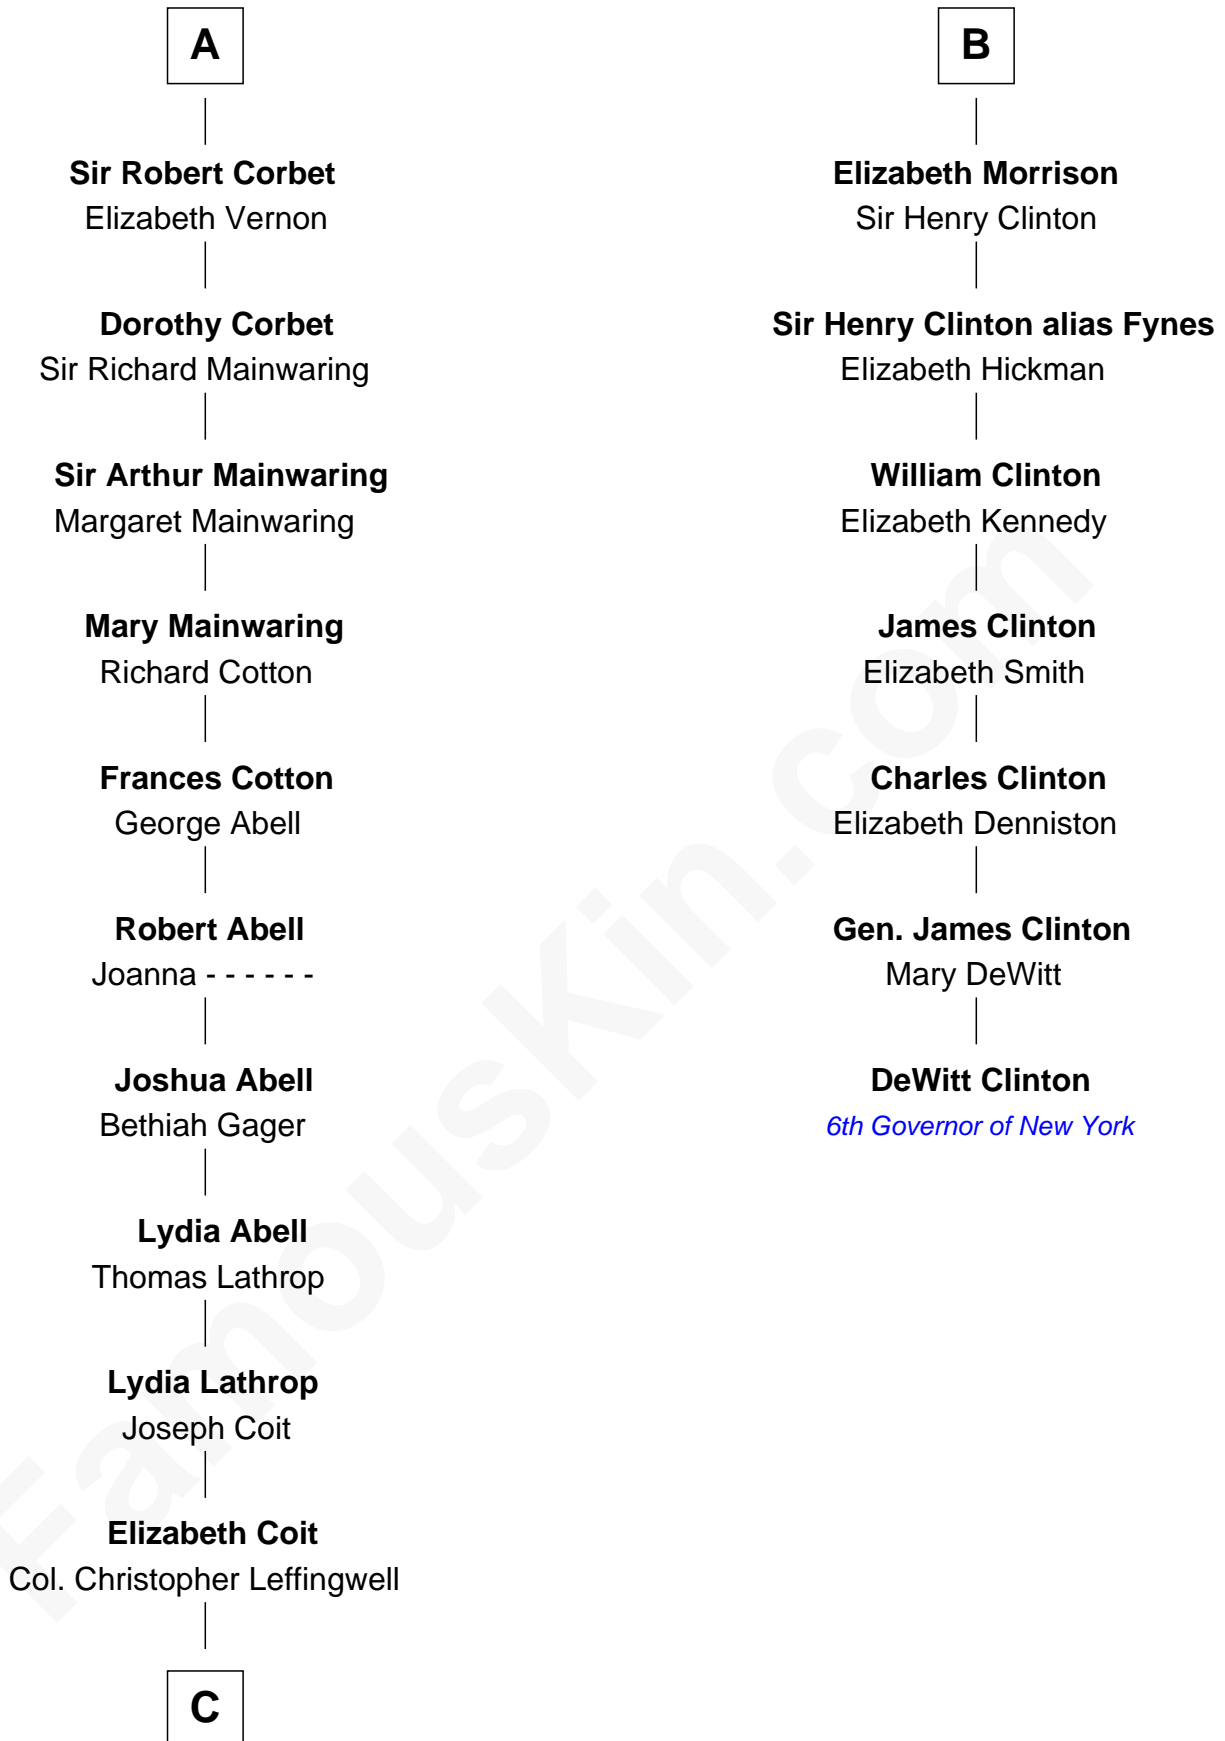 A
Sir Robert Corbet
Elizabeth Vernon
Dorothy Corbet
Sir Richard Mainwaring
Sir Arthur Mainwaring
Margaret Mainwaring
Mary Mainwaring
Richard Cotton
Frances Cotton
George Abell
Robert Abell
Joanna - - - - - -
Joshua Abell
Bethiah Gager
Lydia Abell
Thomas Lathrop
Lydia Lathrop
Joseph Coit
Elizabeth Coit
Col. Christopher Leffingwell
C
B
Elizabeth Morrison
Sir Henry Clinton
Sir Henry Clinton alias Fynes
Elizabeth Hickman
William Clinton
Elizabeth Kennedy
James Clinton
Elizabeth Smith
Charles Clinton
Elizabeth Denniston
Gen. James Clinton
Mary DeWitt
DeWitt Clinton
6th Governor of New York
FamousKin.com